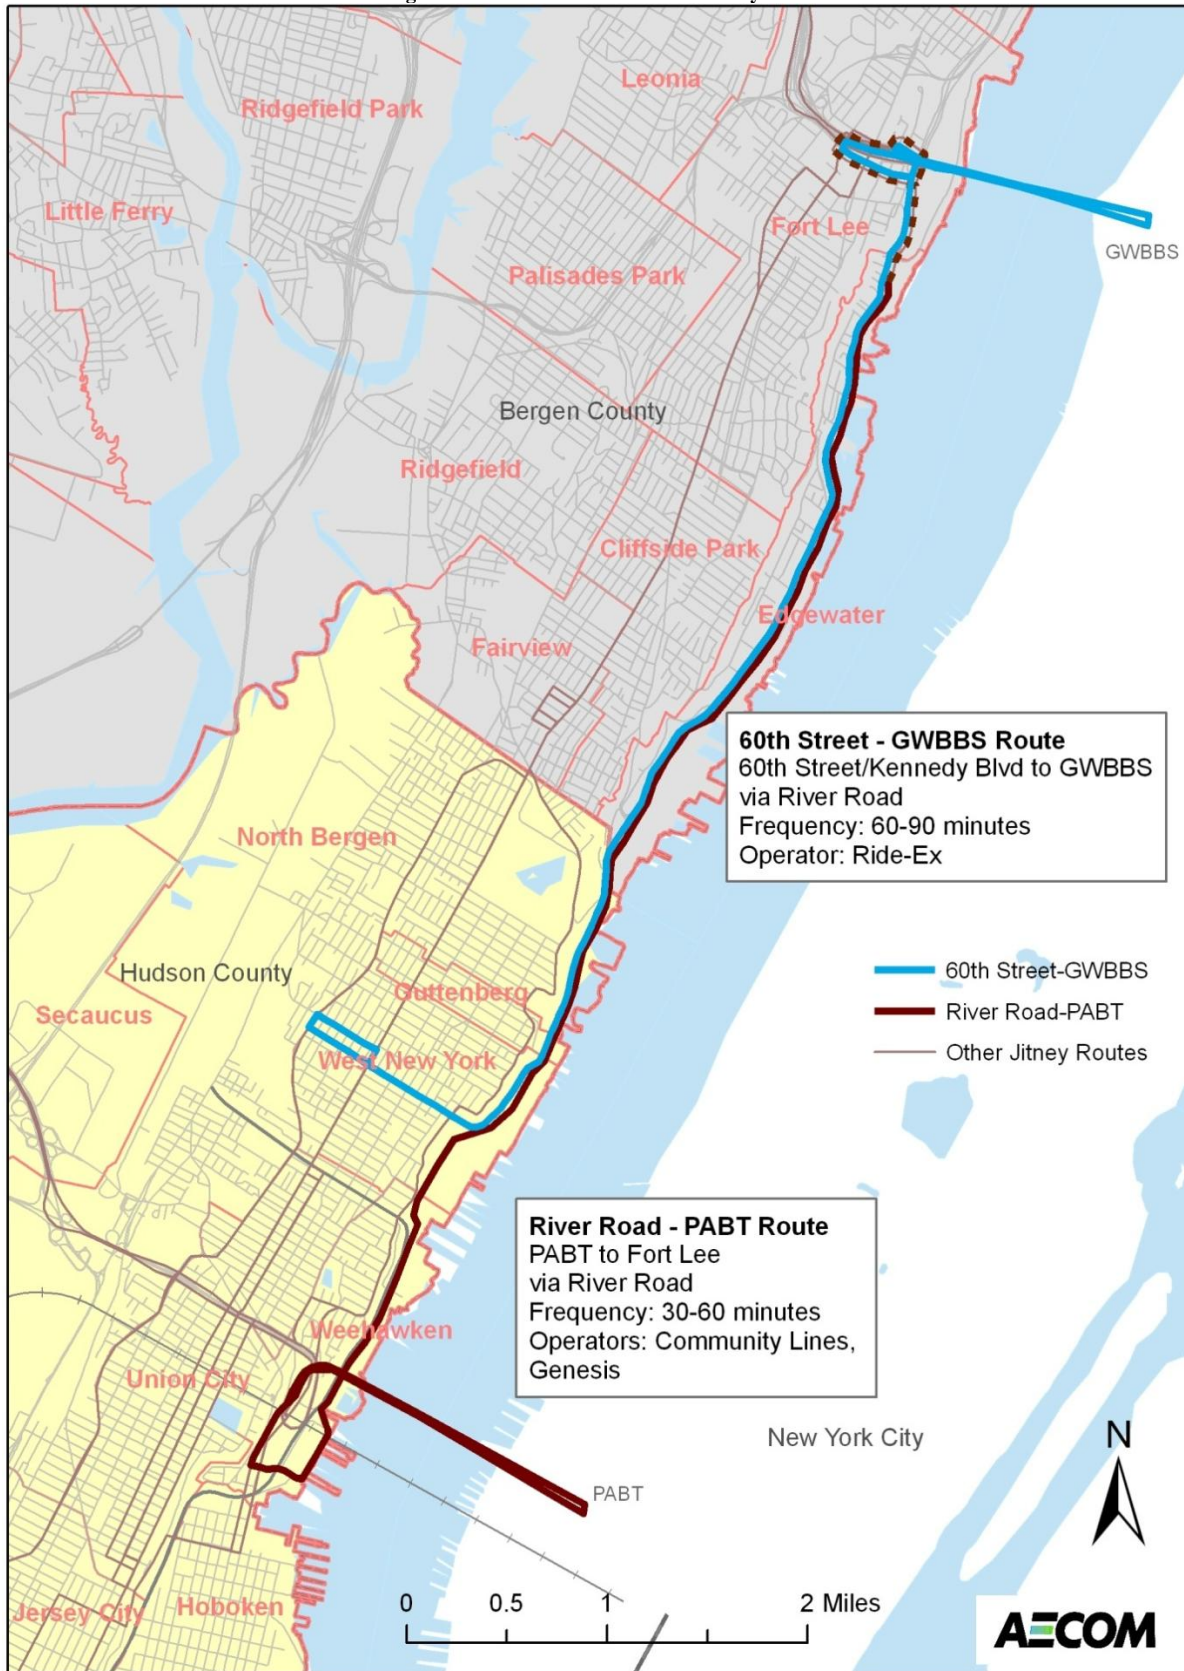 Leonia
Ridgefield Park
Little Ferry
Fort Lee
GWBBS
Palisades Park
Bergen County
Ridgefield
Cliffside Park
Edgewater
Fairview
60th Street - GWBBS Route
60th Street/Kennedy Blvd to GWBBS
via River Road
Frequency: 60-90 minutes
Operator: Ride-Ex
North Bergen
Hudson County
Guttenberg
Secaucus
West New York
60th Street-GWBBS
River Road-PABT
Other Jitney Routes
River Road - PABT Route
PABT to Fort Lee
via River Road
Frequency: 30-60 minutes
Operators: Community Lines,
Genesis
Weehawken
Union City
New York City
N
PABT
Jersey City
Hoboken
0 0.5 1 2 Miles
AECOM